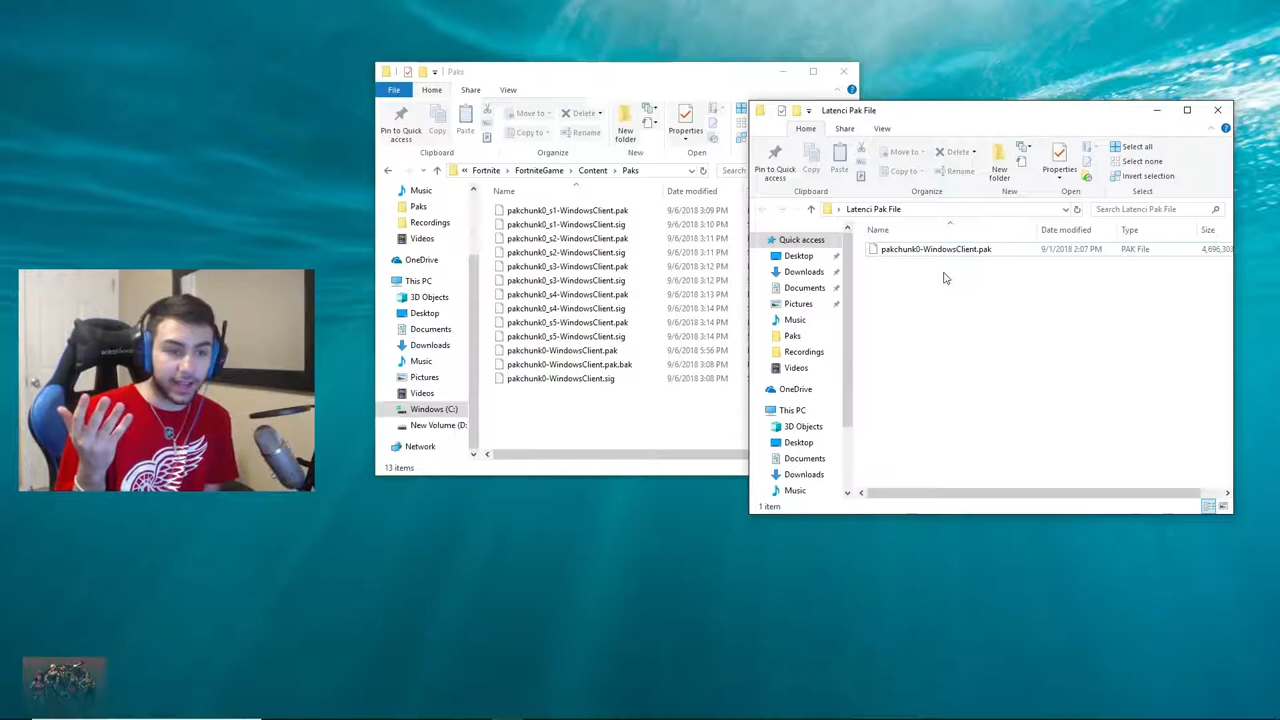 Paks
File Home Share View
Pin to Quick access
Copy
Paste
Move to
Copy to
Delete
Rename
New folder
Properties
Clipboard Organize New Open
« Fortnite › FortniteGame › Content › Paks
Search
Name Date modified
Music
Paks
Recordings
Videos
OneDrive
This PC
3D Objects
Desktop
Documents
Downloads
Music
Pictures
Videos
Windows (C:)
New Volume (D:
Network
pakchunk0_s1-WindowsClient.pak 9/6/2018 3:09 PM
pakchunk0_s1-WindowsClient.sig 9/6/2018 3:10 PM
pakchunk0_s2-WindowsClient.pak 9/6/2018 3:11 PM
pakchunk0_s2-WindowsClient.sig 9/6/2018 3:11 PM
pakchunk0_s3-WindowsClient.pak 9/6/2018 3:12 PM
pakchunk0_s3-WindowsClient.sig 9/6/2018 3:12 PM
pakchunk0_s4-WindowsClient.pak 9/6/2018 3:13 PM
pakchunk0_s4-WindowsClient.sig 9/6/2018 3:14 PM
pakchunk0_s5-WindowsClient.pak 9/6/2018 3:14 PM
pakchunk0_s5-WindowsClient.sig 9/6/2018 3:14 PM
pakchunk0-WindowsClient.pak 9/6/2018 5:56 PM
pakchunk0-WindowsClient.pak.bak 9/6/2018 3:08 PM
pakchunk0-WindowsClient.sig 9/6/2018 3:08 PM
13 items
Latenci Pak File
Home Share View
Pin to Quick access
Copy
Paste
Move to
Copy to
Delete
Rename
New folder
Properties
Select all
Select none
Invert selection
Clipboard Organize New Open Select
› Latenci Pak File
Search Latenci Pak File
Name Date modified Type Size
pakchunk0-WindowsClient.pak 9/1/2018 2:07 PM PAK File 4,696,303
Quick access
Desktop
Downloads
Documents
Pictures
Music
Paks
Recordings
Videos
OneDrive
This PC
3D Objects
Desktop
Documents
Downloads
Music
1 item